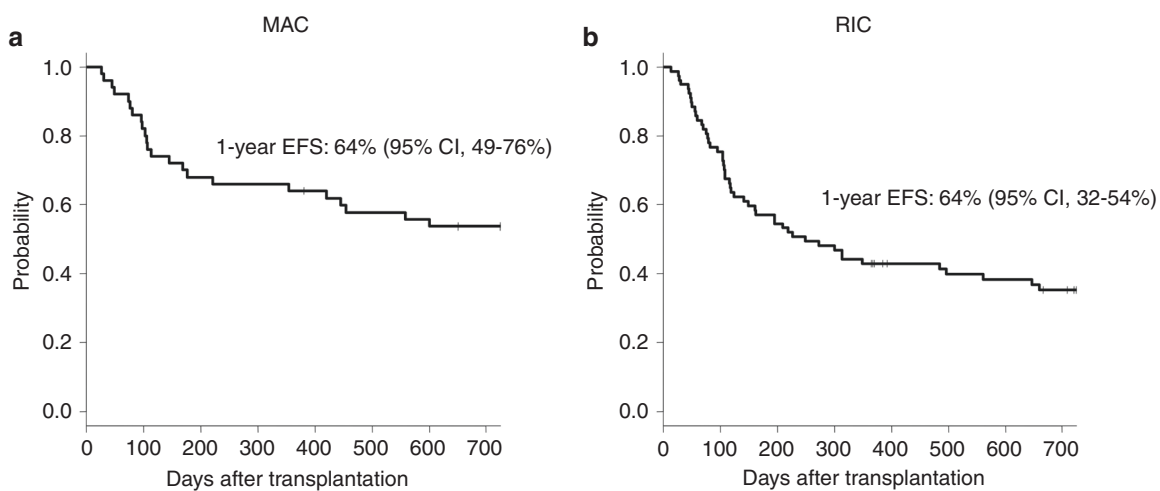 a
MAC
1.0
0.8
0.6
0.4
0.2
0.0
Probability
1-year EFS: 64% (95% CI, 49-76%)
0 100 200 300 400 500 600 700
Days after transplantation
b
RIC
1.0
0.8
0.6
0.4
0.2
0.0
Probability
1-year EFS: 64% (95% CI, 32-54%)
0 100 200 300 400 500 600 700
Days after transplantation